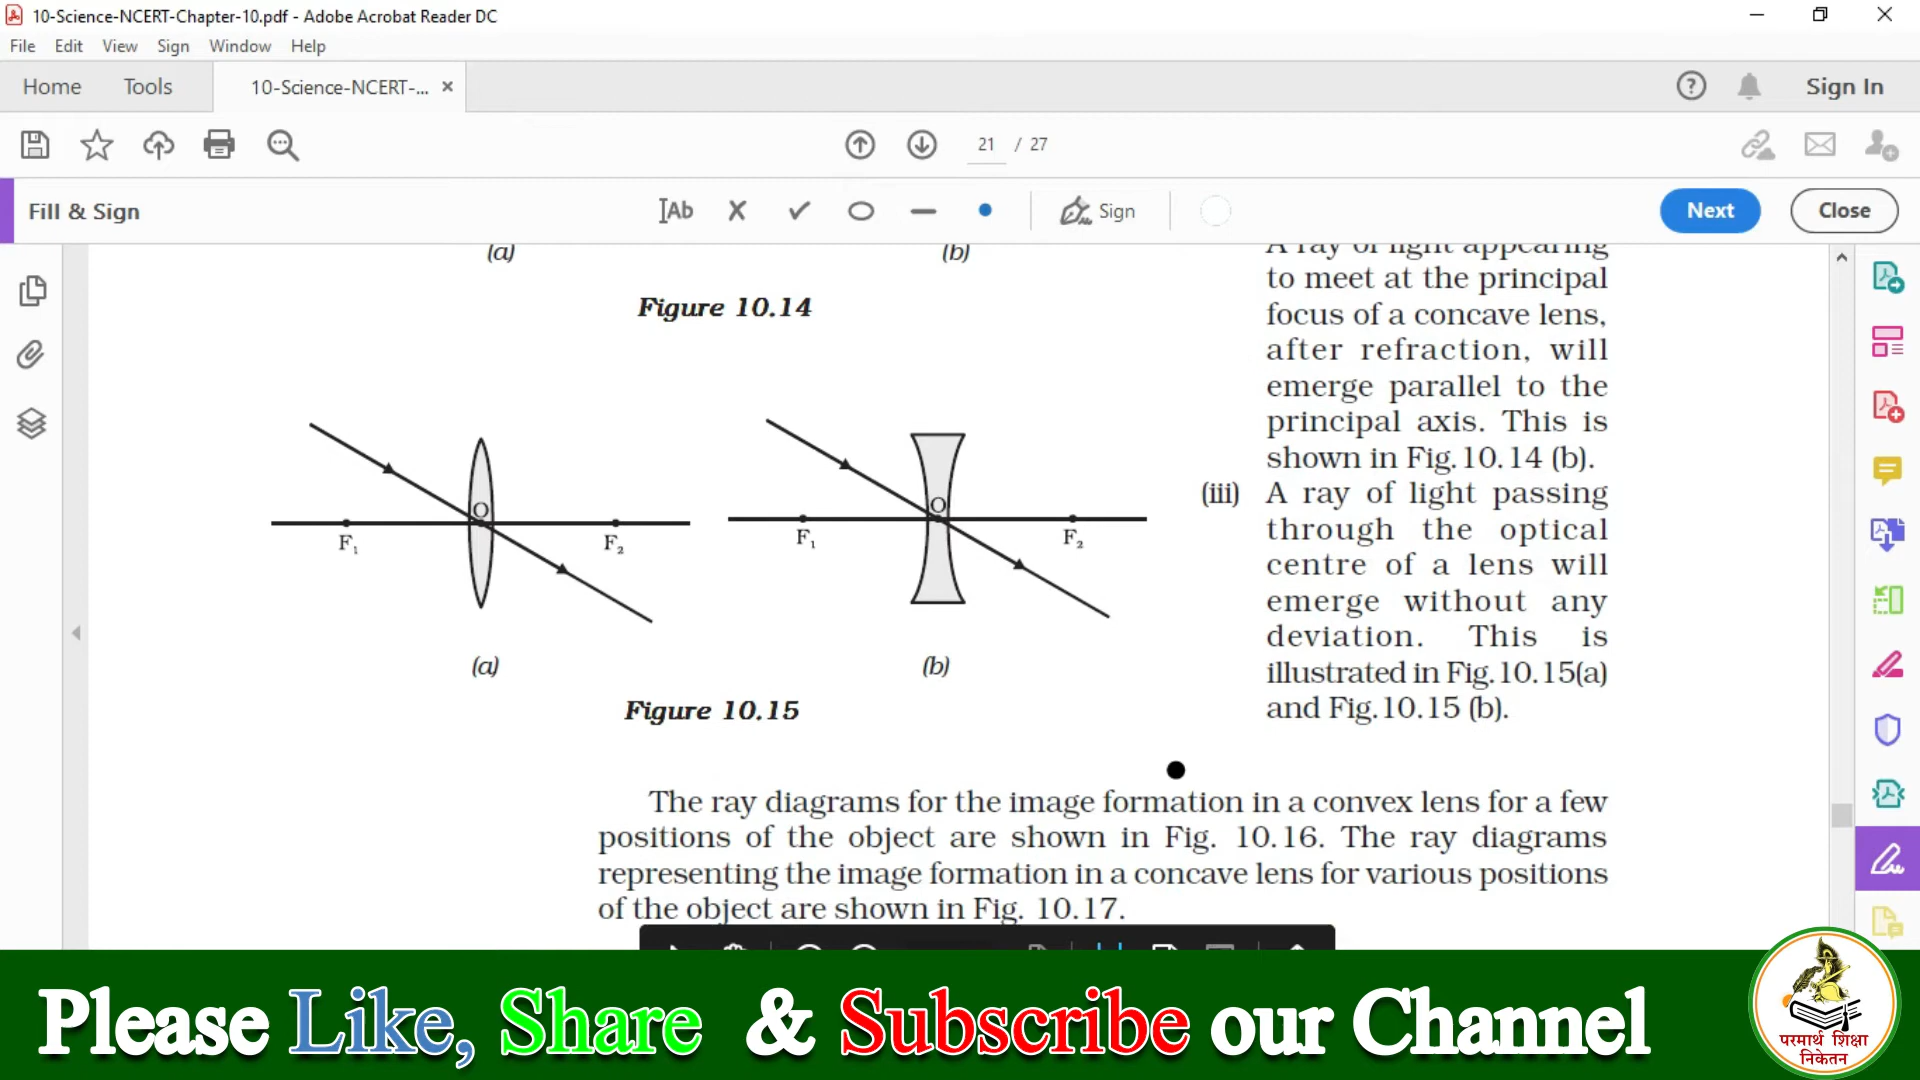 10-Science-NCERT-Chapter-10.pdf - Adobe Acrobat Reader DC
File Edit View Sign Window Help
Home Tools 10-Science-NCERT-... × Sign In
21 / 27
Fill & Sign Ab Sign Next Close
(a) (b)
Figure 10.14
A ray of light appearing
to meet at the principal
focus of a concave lens,
after refraction, will
emerge parallel to the
principal axis. This is
shown in Fig.10.14 (b).
O F₁ F₂
O F₁ F₂
(a) (b)
Figure 10.15
(iii) A ray of light passing
through the optical
centre of a lens will
emerge without any
deviation. This is
illustrated in Fig.10.15(a)
and Fig.10.15 (b).
The ray diagrams for the image formation in a convex lens for a few
positions of the object are shown in Fig. 10.16. The ray diagrams
representing the image formation in a concave lens for various positions
of the object are shown in Fig. 10.17.
Please Like, Share & Subscribe our Channel
परमार्थ शिक्षा
निकेतन